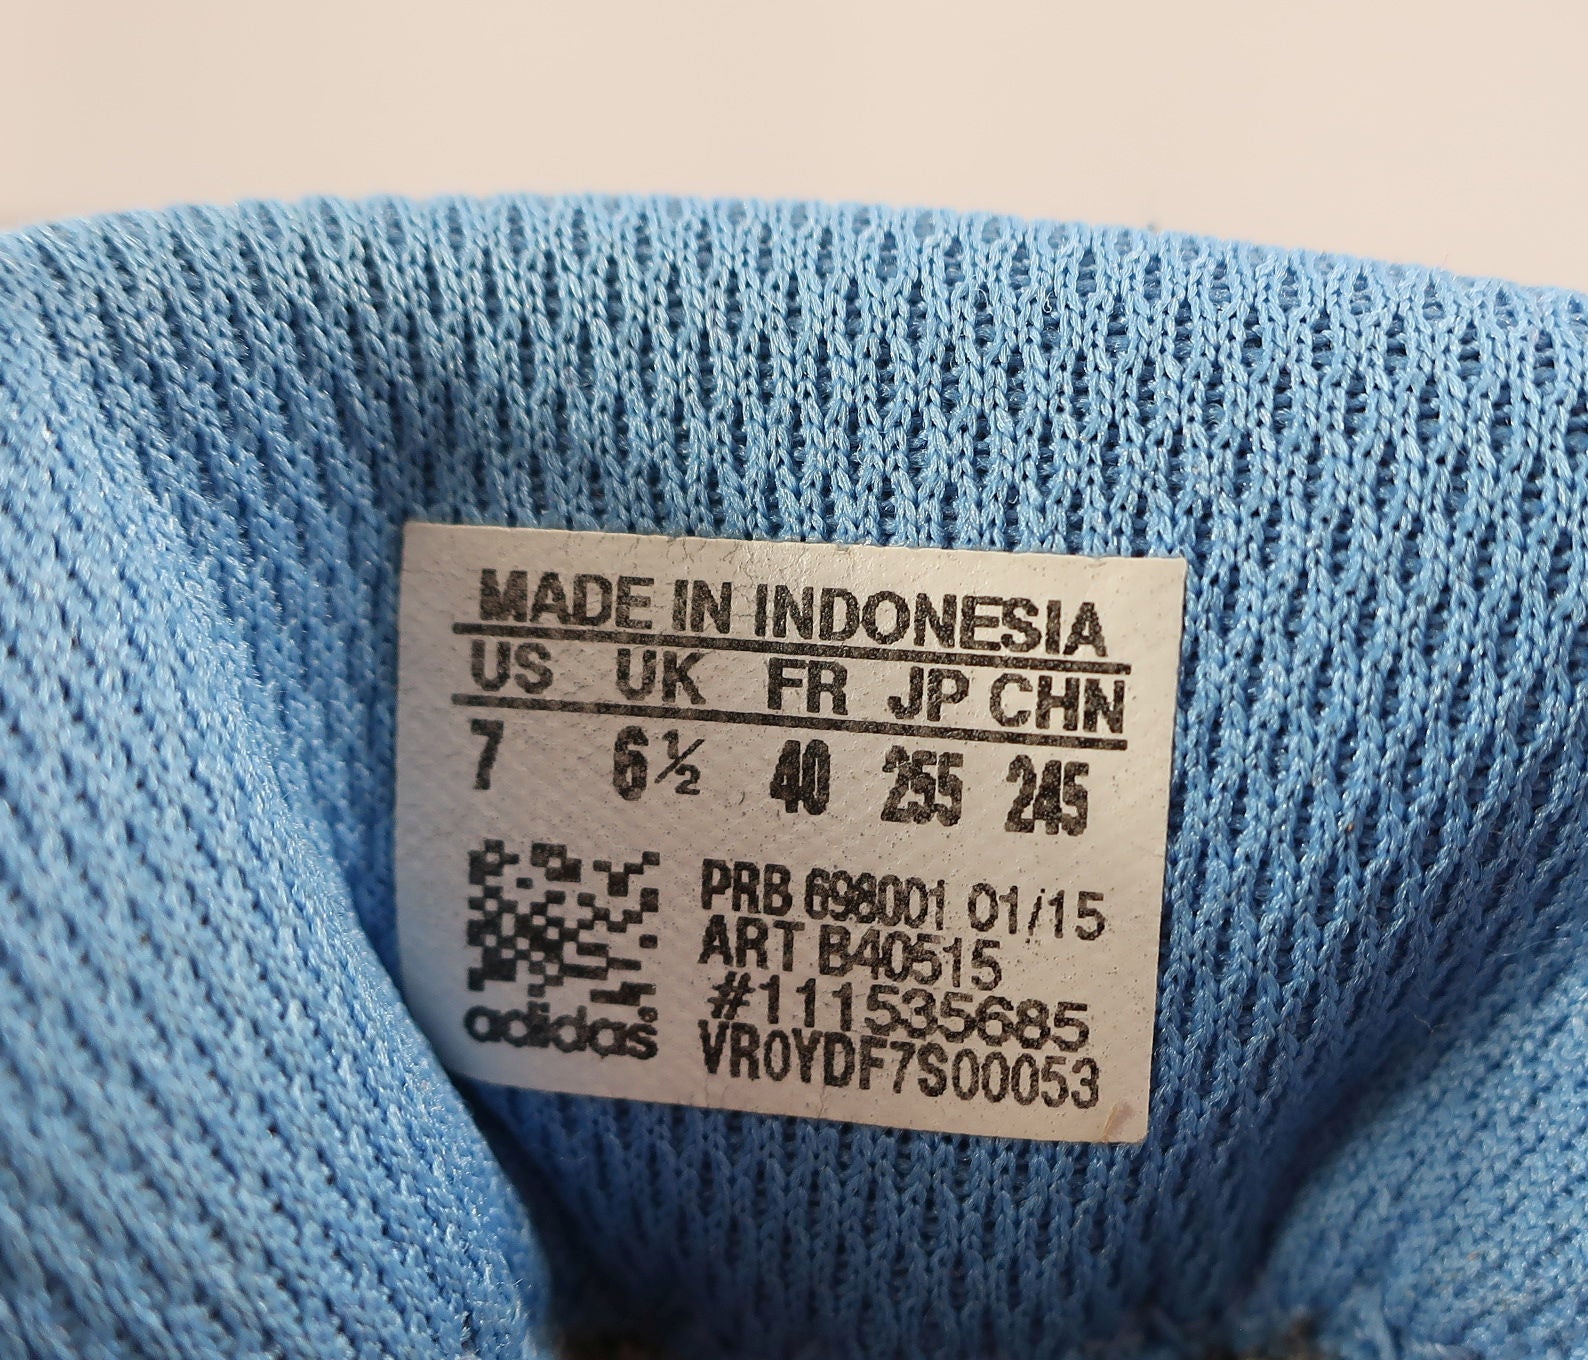 MADE IN INDONESIA
US UK FR JP CHN
7 6½ 40 255 245
PRB 698001 01/15
ART B40515
#111535685
adidas® VR0YDF7S00053